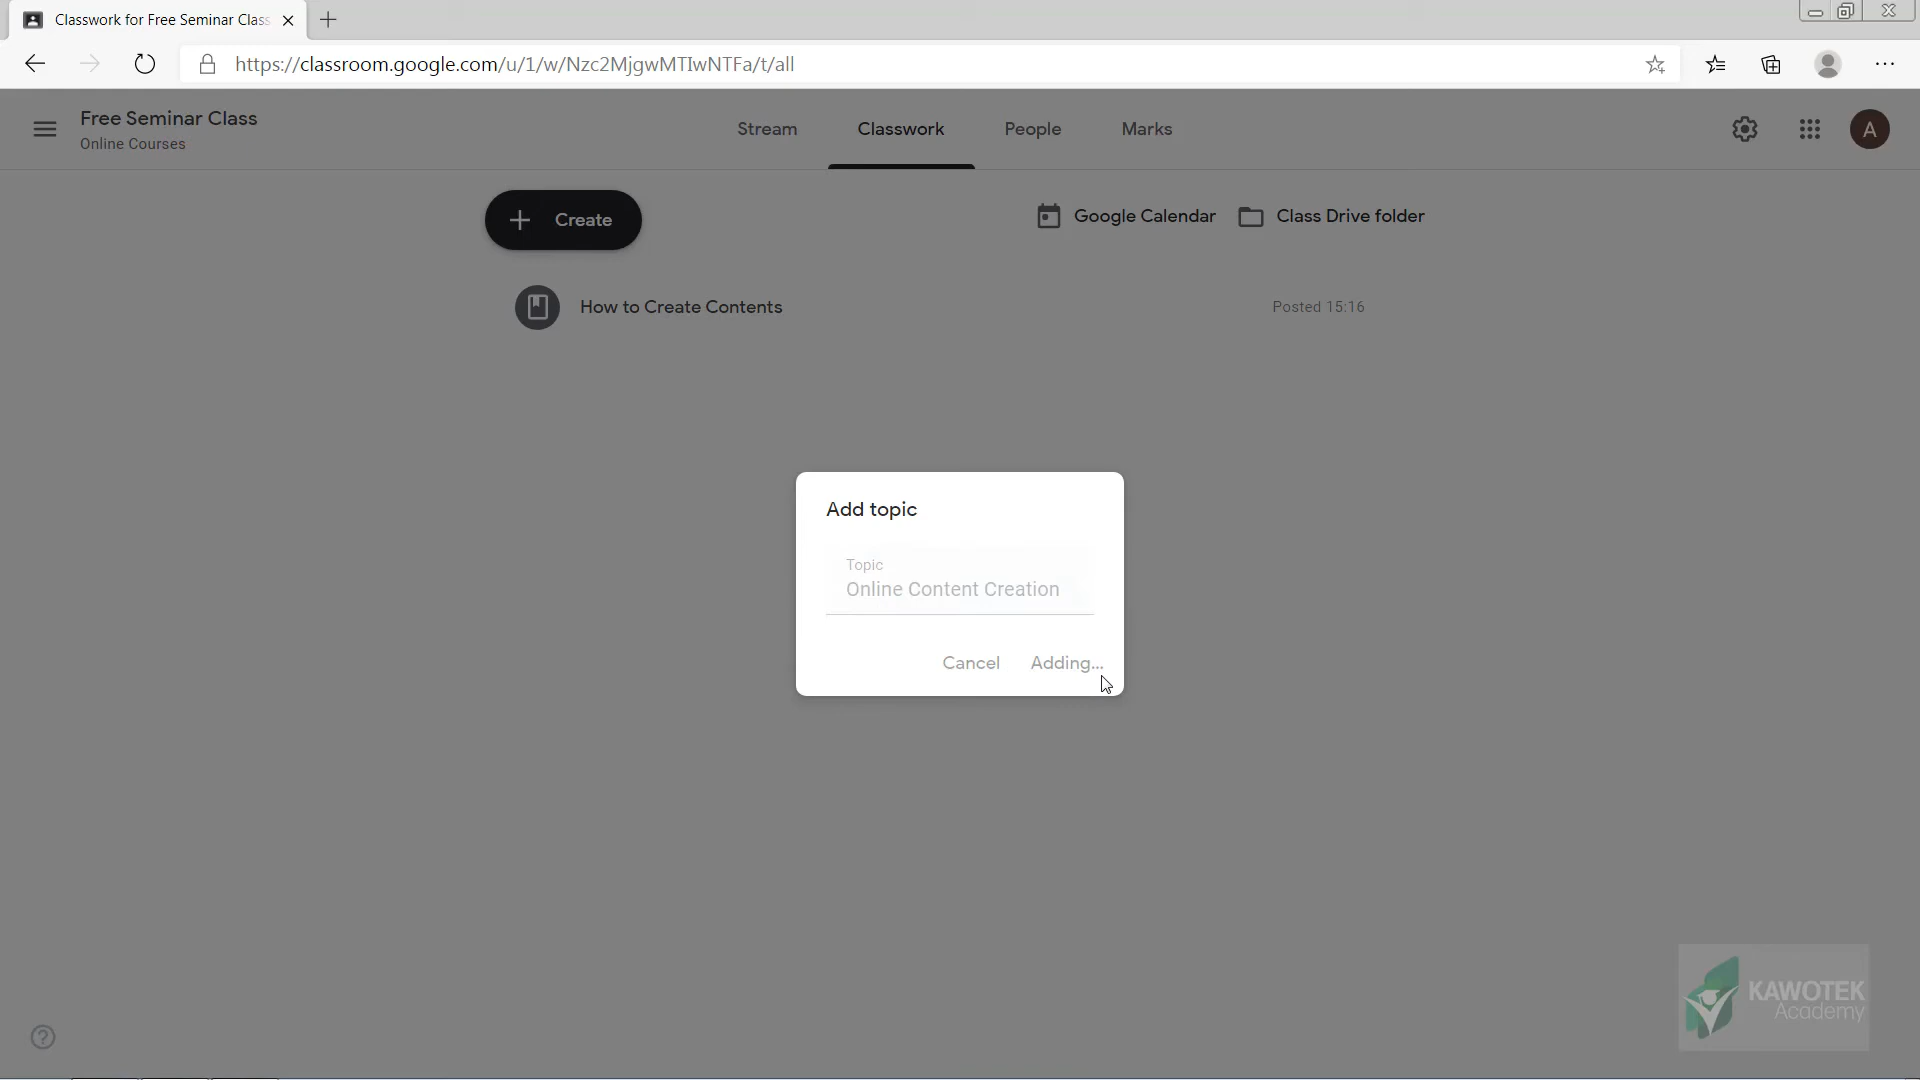 Classwork for Free Seminar Class
https://classroom.google.com/u/1/w/Nzc2MjgwMTIwNTFa/t/all
Free Seminar Class
Online Courses
Stream
Classwork
People
Marks
A
Create
Google Calendar
Class Drive folder
How to Create Contents
Posted 15:16
Add topic
Topic
Online Content Creation
Cancel
Adding...
KAWOTEK
Academy